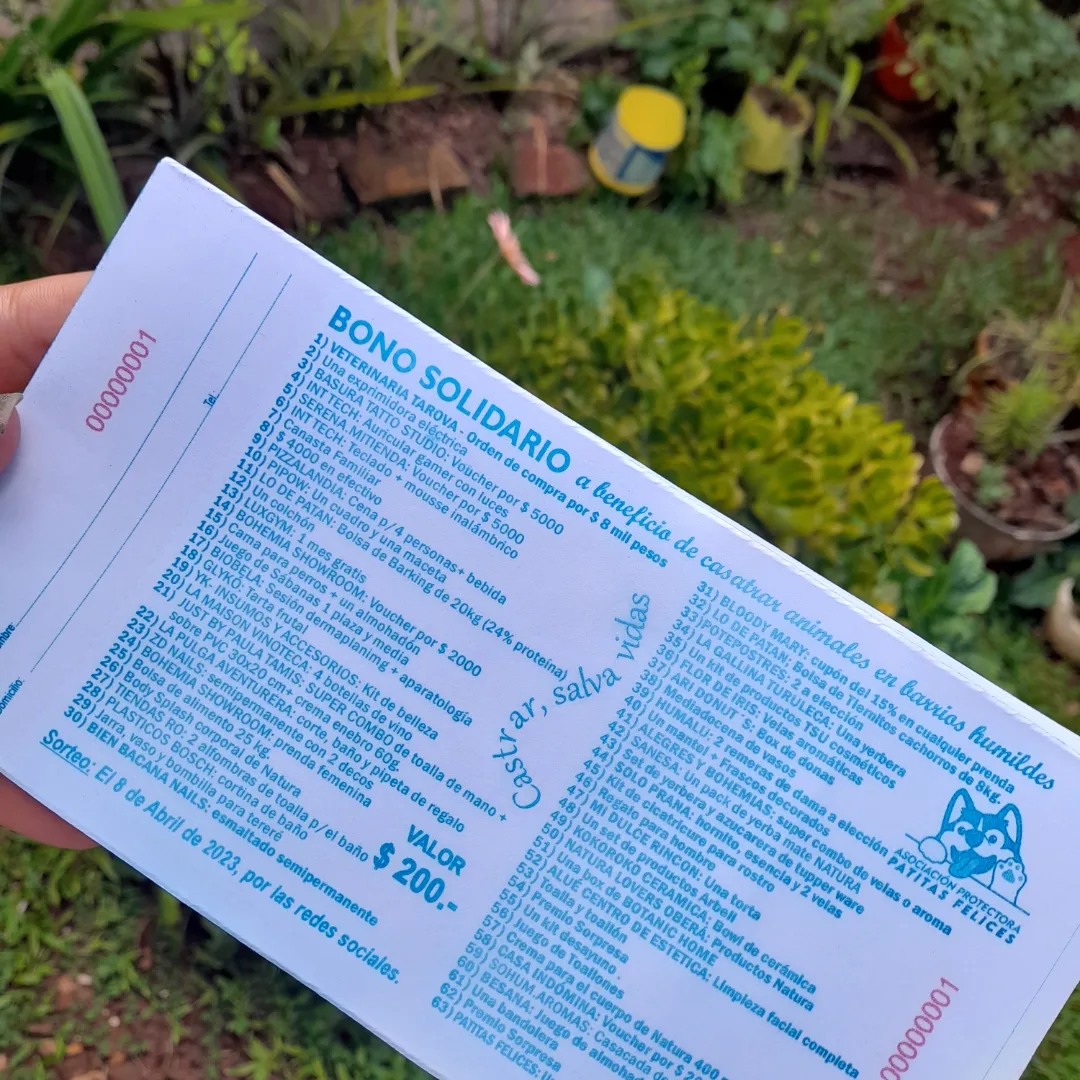 00000001
Tel:
BONO SOLIDARIO a beneficio de casatrar animales en barrios humildes
1) VETERINARIA TAROVA - Orden de compra por $ 8 mil pesos
2) Una exprimidora eléctrica
3) BASURA TATTO STUDIO: Voucher por $ 5000
4) INT TECH: Auricular gamer con luces
5) SERENA MITIENDA: Voucher por $ 5000
6) INT TECH: Teclado + mousse inalámbrico
7) Canasta Familiar
8) $ 4000 en efectivo
9) PIZZALANDIA: Cena p/4 personas+ bebida
10) PIPOW: Un cuadro y una maceta
11) LO DE PATAN: Bolsa de Barking de 20kg (24% proteina)
12) Un colchón
13) BUXGYM: 1 mes gratis
14) BOHEMIA SHOWROOM: Voucher por $ 2000
15) Cama para perros + un almohadón
16) Juego de Sábanas 1 plaza y media
17) BOBELA: Sesión dermaplaning + aparatología
18) GLYKÓ: Tarta frutal
19) YK. INSUMOS Y ACCESORIOS: Kit de belleza
20) LA MAISON VINOTECA: 4 botellas de vino
21) JUST BY PAULA TAMIS: SUPER COMBO de toalla de mano +
sobre PVC 30x20 cm+ crema enebro 60g.
22) LA PULGA AVENTURERA: corte, baño y pipeta de regalo
23) ZD NAILS: semipermanente con 2 decos
24) BOHEMIA SHOWROOM: prenda femenina
25) Bolsa de alimento 25 kg.
26) Body Splash corporal de Natura
27) TIENDAS RO: 2 alfombras de toalla p/ el baño
28) PLASTICOS BOSCH: cortina de baño
29) Jarra, vaso y bombilla para tereré
30) BIEN BACANA NAILS: esmaltado semipermanente
Sorteo: El 8 de Abril de 2023, por las redes sociales.
VALOR
$ 200.-
Castrar, salva vidas
31) BLOODY MARY: cupón del 15% en cualquier prenda
32) LO DE PATAN: Bolsa de Tiernitos cachorros de 8kg
33) POTEPOSTRES: 2 a elección
34) LA GALLINA TURULECA: Una yerbera
35) Un kit de productos TSU cosméticos
36) FLOR DE LIS: Velas aromáticas
37) ARI DONUT´S: Box de donas
38) Mediadocena de donas
39) HUMALU: 2 remeras de dama a elección
40) Un mantel + Frascos decorados
41) ALEGRES Y BOHEMIAS: super combo de velas o aroma
42) SANESA: Un pack de yerba mate NATURA
43) set de yerbera y azucarera de tupper ware
44) SOLO PRANA: hornito, esencia y 2 velas
45) Kit de cicatricure para rostro
46) Regalo para hombre
47) MI DULCE RINCON: Una torta
48) Un set de productos Arbell
49) KOKOROKO CERAMICA: Bowl de cerámica
50) NATURA LOVERS OBERÁ: Productos Natura
51) Una box de BOTANIC HOME
52) ALUÉ CENTRO DE ESTETICA: Limpieza facial completa
53) Toalla y toallón
54) Premio Sorpresa
55) Un kit desayuno
56) Juego de Toallones
57) Crema para el cuerpo de Natura 400
58) CASA INDÓMINA: Voucher por $
59) SOHUM AROMAS: Casacada de
60) DESANA: Juego de almohad
61) Una bandolera
62) Premio Sorpresa
63) PATITAS FELICES:
ASOCIACIÓN PROTECTORA
PATITAS FELICES
00000001